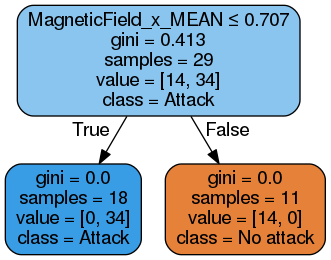 MagneticField_x_MEAN ≤ 0.707
gini = 0.413
samples = 29
value = [14, 34]
class = Attack
True
False
gini = 0.0
samples = 18
value = [0, 34]
class = Attack
gini = 0.0
samples = 11
value = [14, 0]
class = No attack